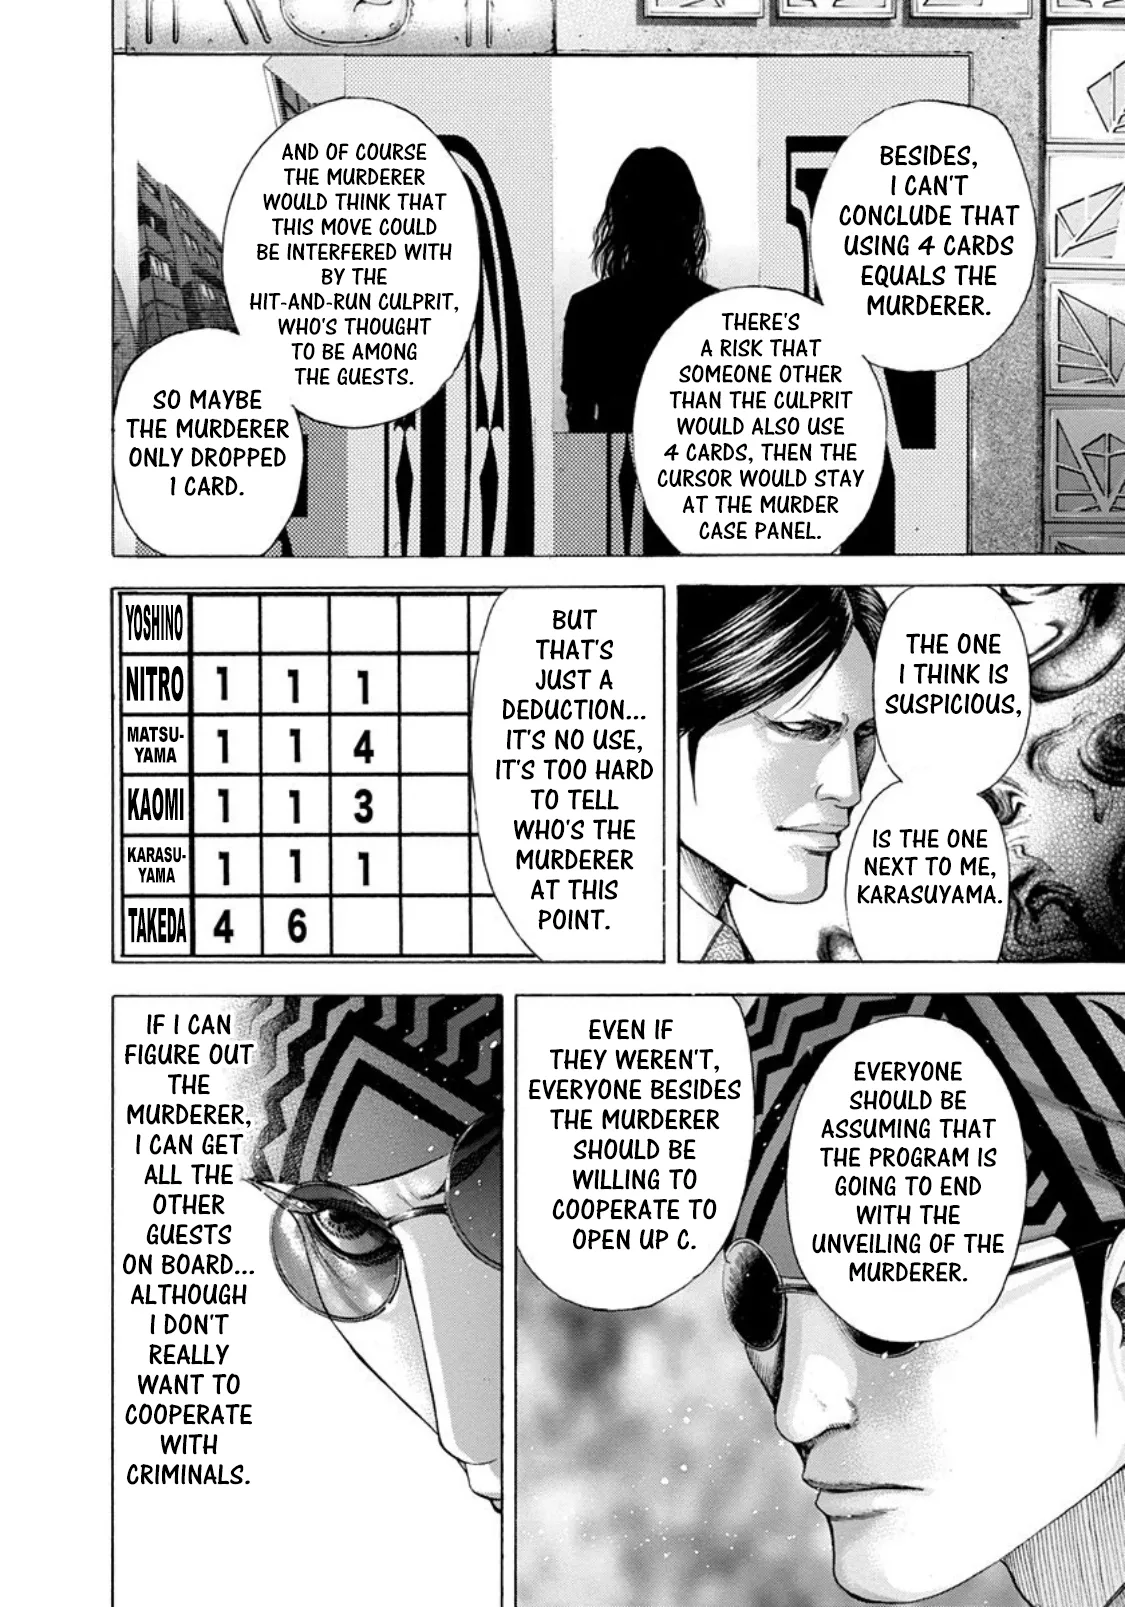 BESIDES,
I CAN'T
CONCLUDE THAT
USING 4 CARDS
EQUALS THE
MURDERER.
THERE'S
A RISK THAT
SOMEONE OTHER
THAN THE CULPRIT
WOULD ALSO USE
4 CARDS, THEN THE
CURSOR WOULD STAY
AT THE MURDER
CASE PANEL.
AND OF COURSE
THE MURDERER
WOULD THINK THAT
THIS MOVE COULD
BE INTERFERED WITH
BY THE
HIT-AND-RUN CULPRIT,
WHO'S THOUGHT
TO BE AMONG
THE GUESTS.
SO MAYBE
THE MURDERER
ONLY DROPPED
1 CARD.
THE ONE
I THINK IS
SUSPICIOUS,
IS THE ONE
NEXT TO ME,
KARASUYAMA.
BUT
THAT'S
JUST A
DEDUCTION...
IT'S NO USE,
IT'S TOO HARD
TO TELL
WHO'S THE
MURDERER
AT THIS
POINT.
YOSHINO
NITRO 1 1 1
MATSU-
YAMA 1 1 4
KAOMI 1 1 3
KARASU-
YAMA 1 1 1
TAKEDA 4 6
EVERYONE
SHOULD BE
ASSUMING THAT
THE PROGRAM IS
GOING TO END
WITH THE
UNVEILING OF THE
MURDERER.
EVEN IF
THEY WEREN'T,
EVERYONE BESIDES
THE MURDERER
SHOULD BE
WILLING TO
COOPERATE TO
OPEN UP C.
IF I CAN
FIGURE OUT
THE
MURDERER,
I CAN GET
ALL THE
OTHER
GUESTS
ON BOARD...
ALTHOUGH
I DON'T
REALLY
WANT TO
COOPERATE
WITH
CRIMINALS.